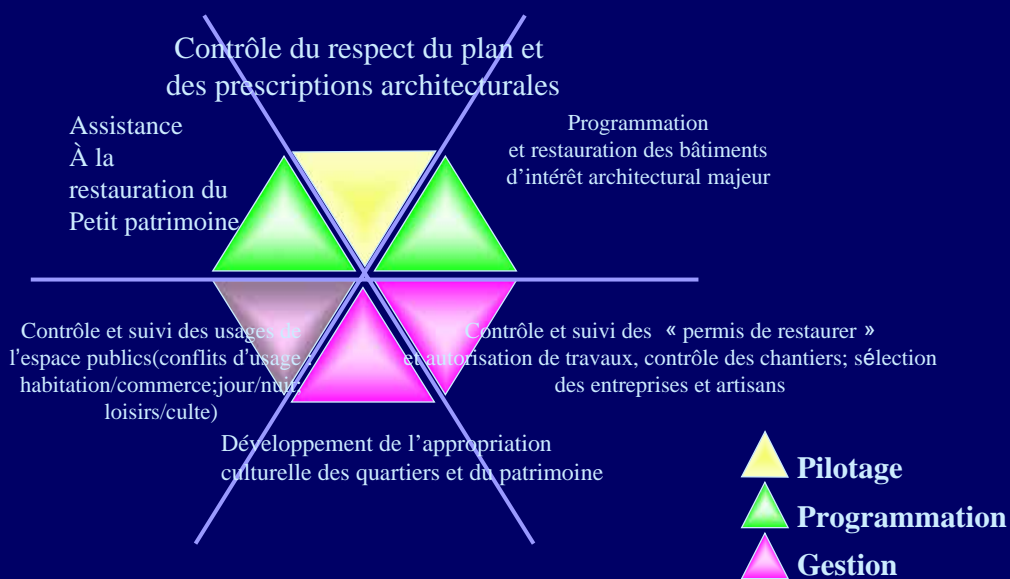 Contrôle du respect du plan et
des prescriptions architecturales
Assistance
À la
restauration du
Petit patrimoine
Programmation
et restauration des bâtiments
d'intérêt architectural majeur
Contrôle et suivi des usages de
l'espace publics(conflits d'usage :
habitation/commerce;jour/nuit;
loisirs/culte)
Contrôle et suivi des « permis de restaurer »
et autorisation de travaux, contrôle des chantiers; sélection
des entreprises et artisans
Développement de l'appropriation
culturelle des quartiers et du patrimoine
Pilotage
Programmation
Gestion